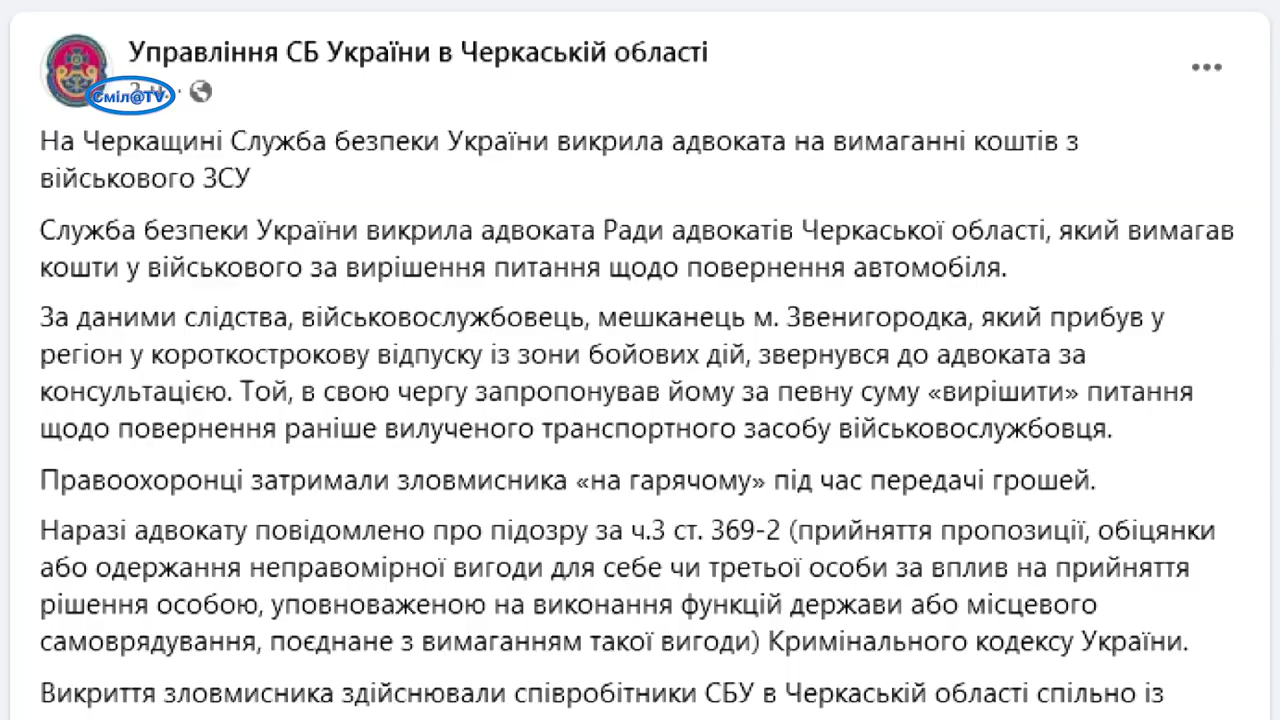 Управління СБ України в Черкаській області
Сміл@TV
На Черкащині Служба безпеки України викрила адвоката на вимаганні коштів з
військового ЗСУ
Служба безпеки України викрила адвоката Ради адвокатів Черкаської області, який вимагав
кошти у військового за вирішення питання щодо повернення автомобіля.
За даними слідства, військовослужбовець, мешканець м. Звенигородка, який прибув у
регіон у короткострокову відпуску із зони бойових дій, звернувся до адвоката за
консультацією. Той, в свою чергу запропонував йому за певну суму «вирішити» питання
щодо повернення раніше вилученого транспортного засобу військовослужбовця.
Правоохоронці затримали зловмисника «на гарячому» під час передачі грошей.
Наразі адвокату повідомлено про підозру за ч.3 ст. 369-2 (прийняття пропозиції, обіцянки
або одержання неправомірної вигоди для себе чи третьої особи за вплив на прийняття
рішення особою, уповноваженою на виконання функцій держави або місцевого
самоврядування, поєднане з вимаганням такої вигоди) Кримінального кодексу України.
Викриття зловмисника здійснювали співробітники СБУ в Черкаській області спільно із